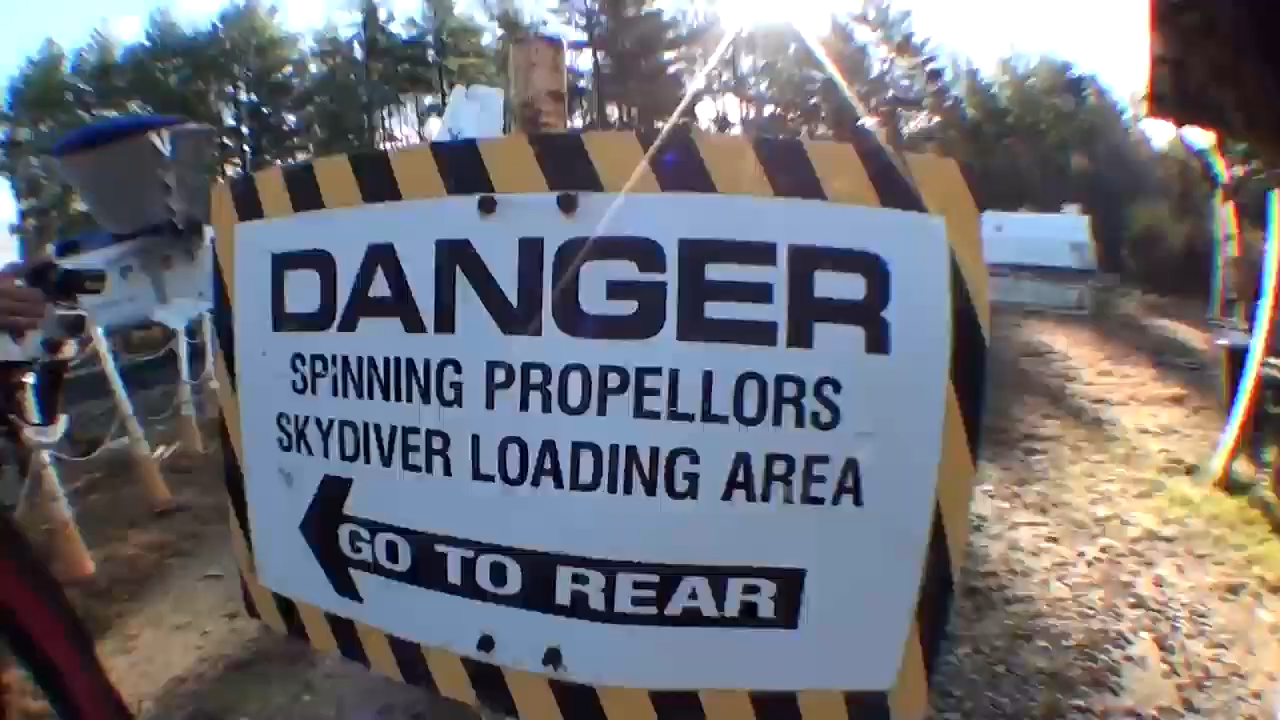 DANGER
SPINNING PROPELLORS
SKYDIVER LOADING AREA
GO TO REAR